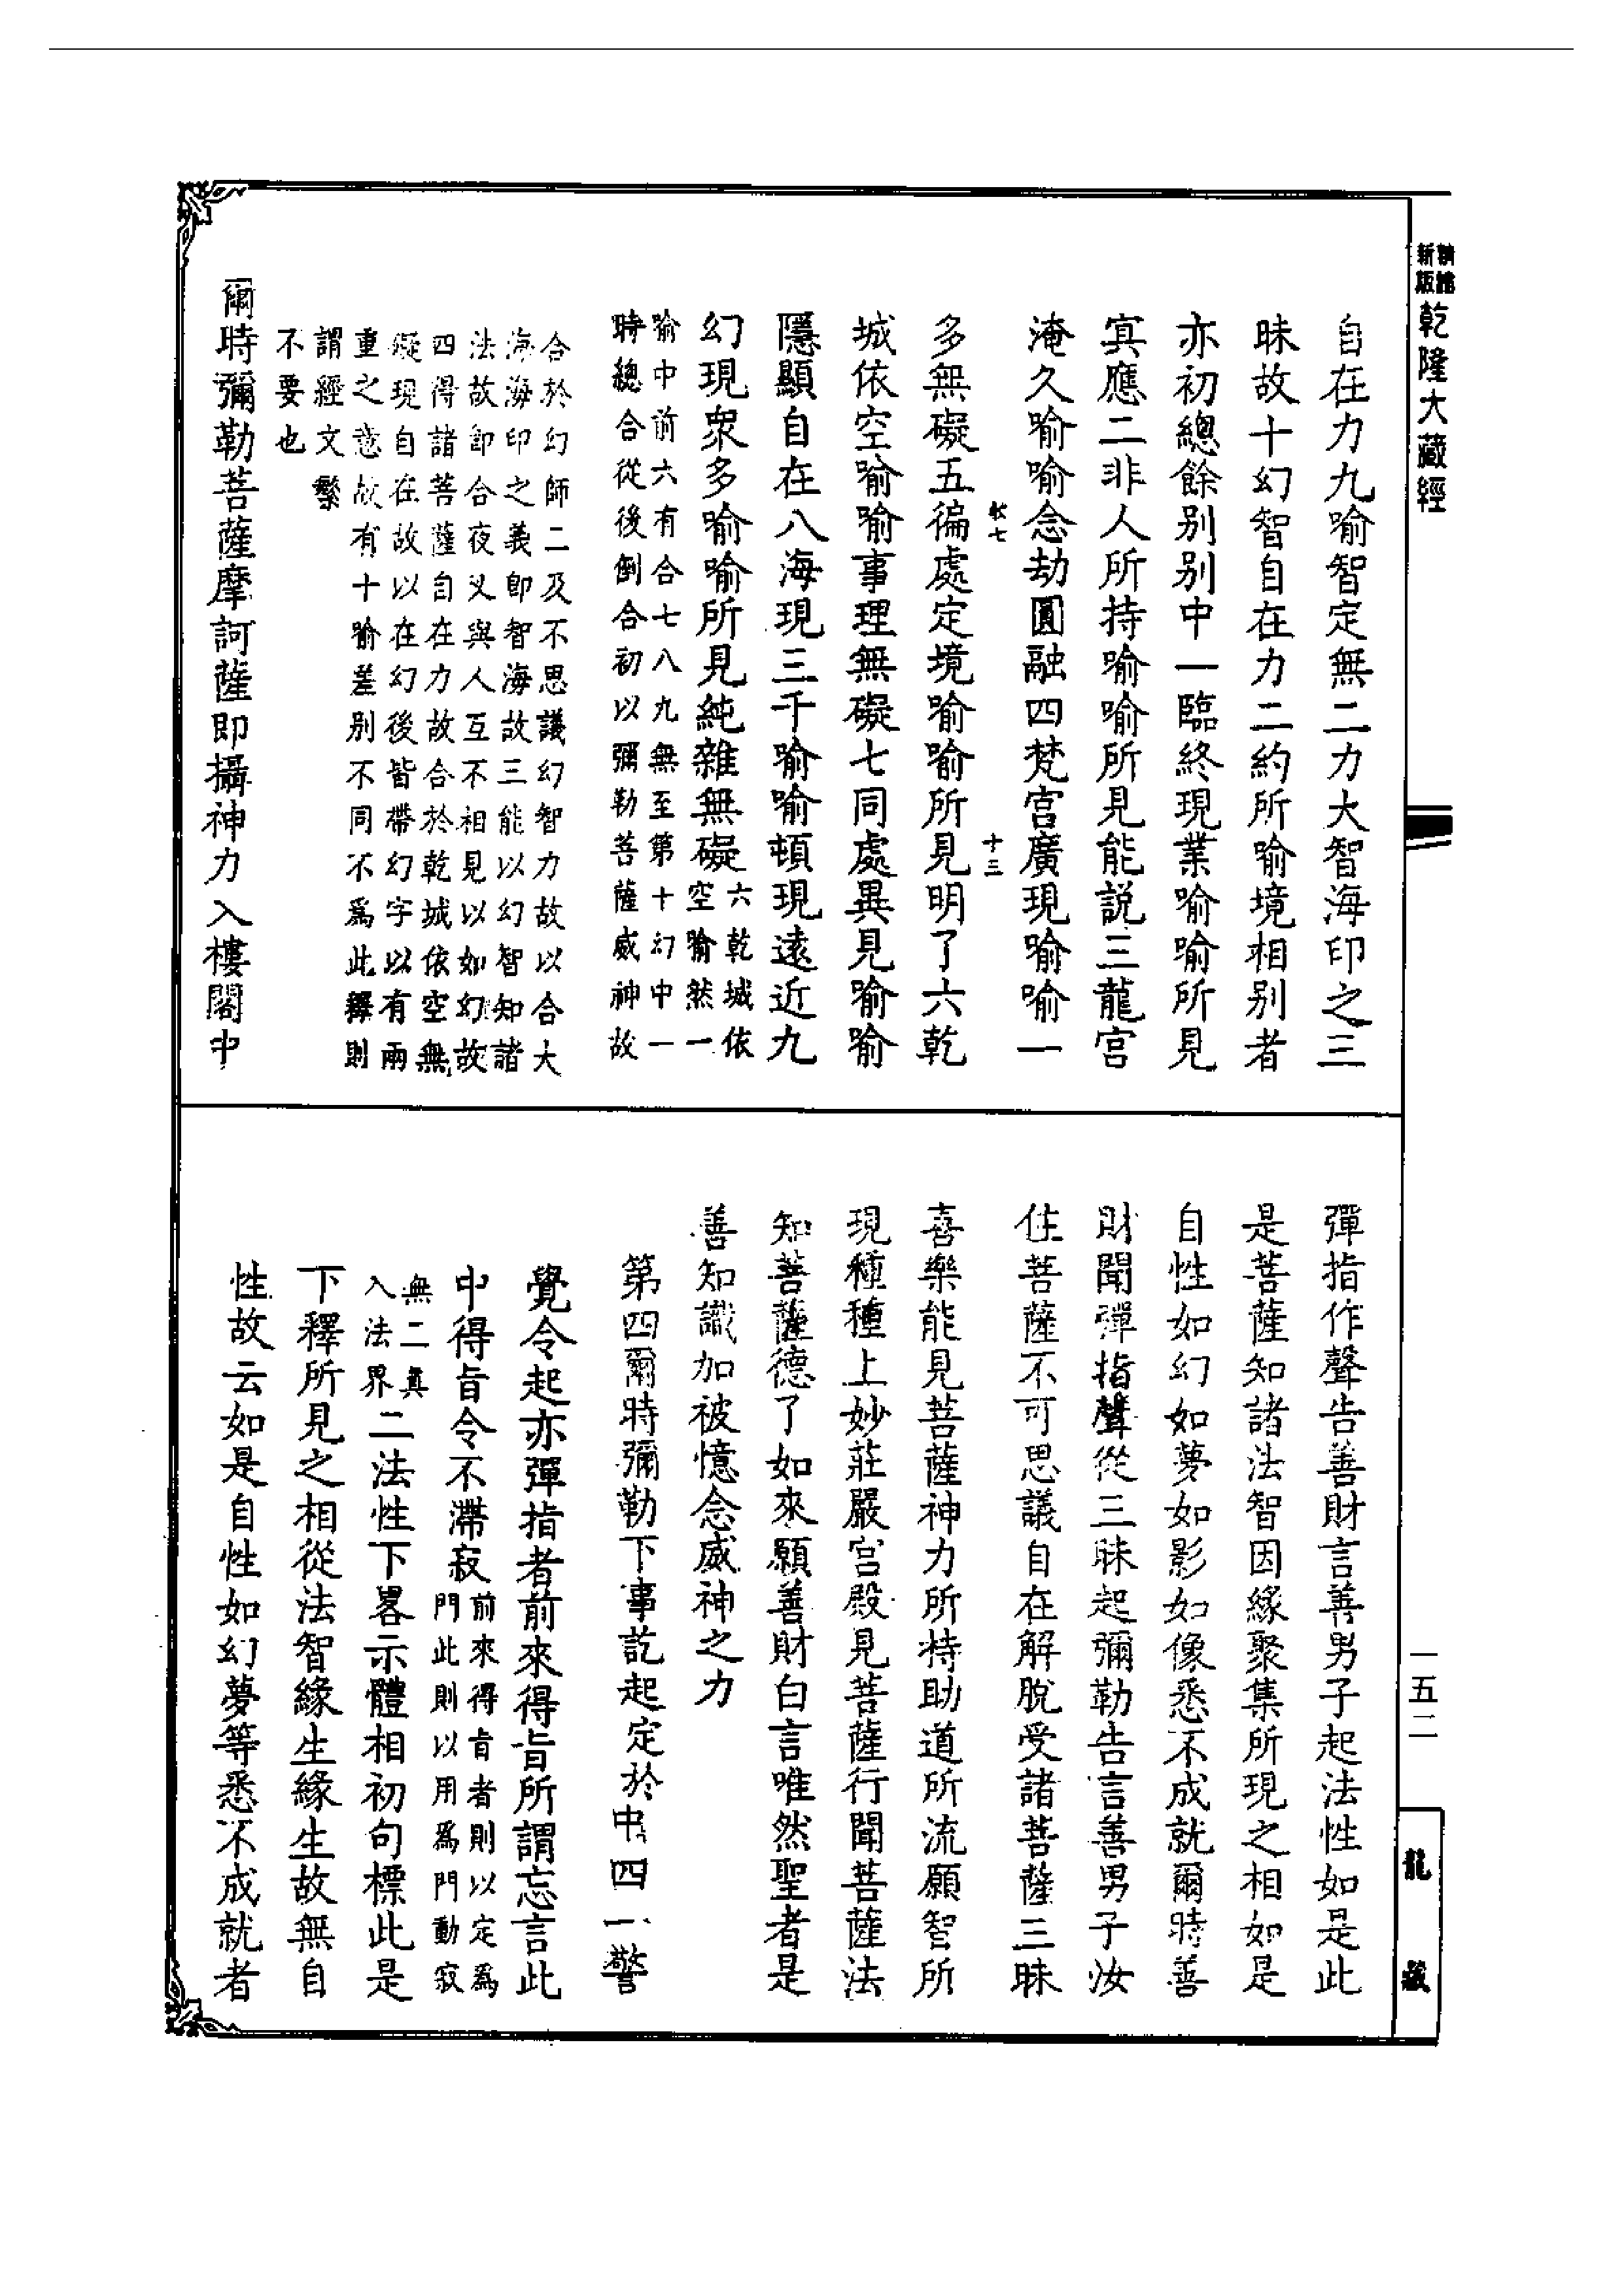 新版
精館
乾隆大藏經
自在力九喻智定無二力大智海印之三
昧故十幻智自在力二約所喻境相别者
亦初總餘别别中一臨終現業喻喻所見
寘應二非人所持喻喻所見能説三龍宫
淹久喻喻念劫圓融四梵宫廣現喻喻一
多無礙五徧處定境喻喻所見明了六乾
城依空喻喻事理無礙七同處異見喻喻
隱顯自在八海現三千喻喻頓現遠近九
幻現衆多喻喻所見純雜無礙六乾城依
空喻然一
喻中前六有合七八九無至第十幻中一
時總合從後倒合初以彌勒菩薩威神故
合於幻師二及不思議幻智力故以合大
海海印之義即智海故三能以幻智知諸
法故即合夜叉與人互不相見以如幻故
四得諸菩薩自在力故合於乾城依空無
礙現自在故以在幻後皆帶幻字以有兩
重之意故有十喻差别不同不爲此釋則
謂經文繁
不要也
爾時彌勒菩薩摩訶薩即攝神力入樓閣中
十三
彈指作聲告善財言善男子起法性如是此
是菩薩知諸法智因緣聚集所現之相如是
自性如幻如夢如影如像悉不成就爾時善
財聞彈指聲從三昧起彌勒告言善男子汝
住菩薩不可思議自在解脱受諸菩薩三昧
喜樂能見菩薩神力所持助道所流願智所
現種種上妙莊嚴宫殿見菩薩行聞菩薩法
知菩薩德了如來願善財白言唯然聖者是
善知識加被憶念威神之力
第四爾時彌勒下事訖起定於中四一警
覺令起亦彈指者前來得旨所謂忘言此
中得旨令不滯寂前來得旨者則以定爲
門此則以用爲門動寂
無二真
入法界二法性下畧示體相初句標此是
下釋所見之相從法智緣生緣生故無自
性故云如是自性如幻夢等悉不成就者
一五二
龍藏